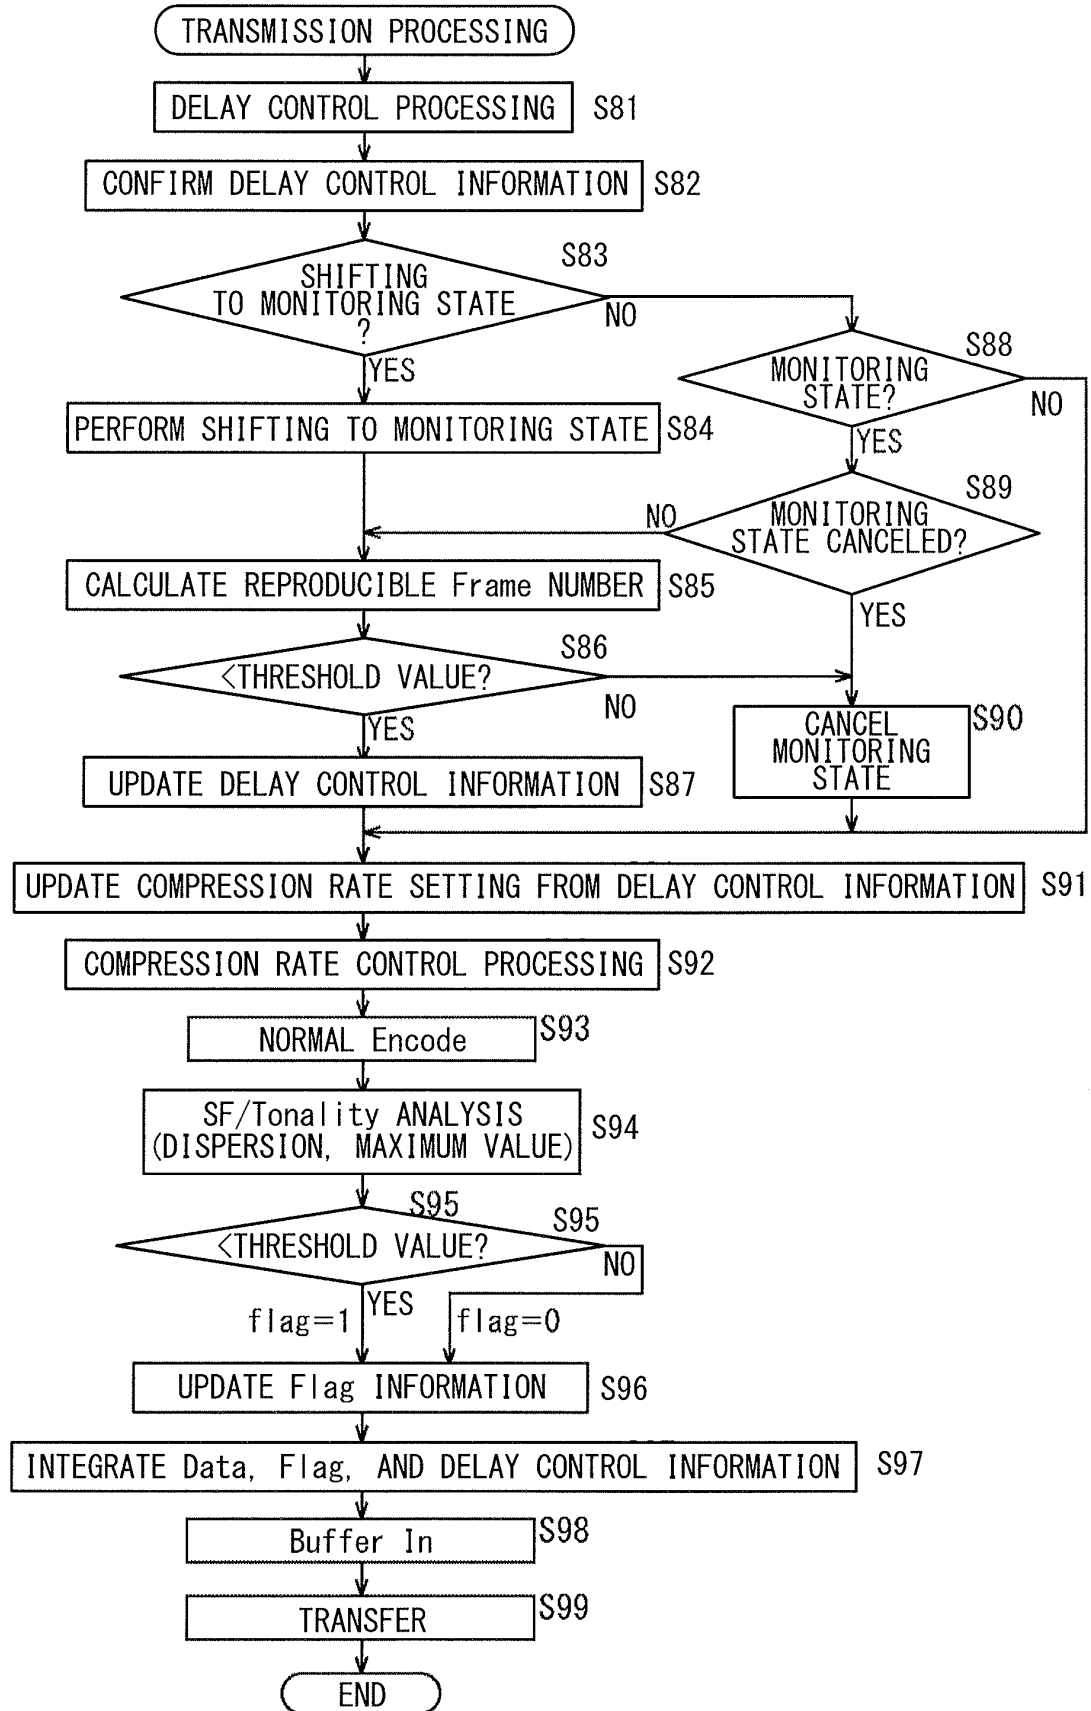 TRANSMISSION PROCESSING
DELAY CONTROL PROCESSING
S81
CONFIRM DELAY CONTROL INFORMATION
S82
S83
SHIFTING
TO MONITORING STATE
?
NO
YES
S88
MONITORING
STATE?
NO
YES
PERFORM SHIFTING TO MONITORING STATE
S84
S89
MONITORING
STATE CANCELED?
NO
YES
CALCULATE REPRODUCIBLE Frame NUMBER
S85
S86
<THRESHOLD VALUE?
NO
YES
S90
CANCEL
MONITORING
STATE
UPDATE DELAY CONTROL INFORMATION
S87
UPDATE COMPRESSION RATE SETTING FROM DELAY CONTROL INFORMATION
S91
COMPRESSION RATE CONTROL PROCESSING
S92
NORMAL Encode
S93
SF/Tonality ANALYSIS
(DISPERSION, MAXIMUM VALUE)
S94
S95
S95
<THRESHOLD VALUE?
NO
YES
flag=1
flag=0
UPDATE Flag INFORMATION
S96
INTEGRATE Data, Flag, AND DELAY CONTROL INFORMATION
S97
Buffer In
S98
TRANSFER
S99
END